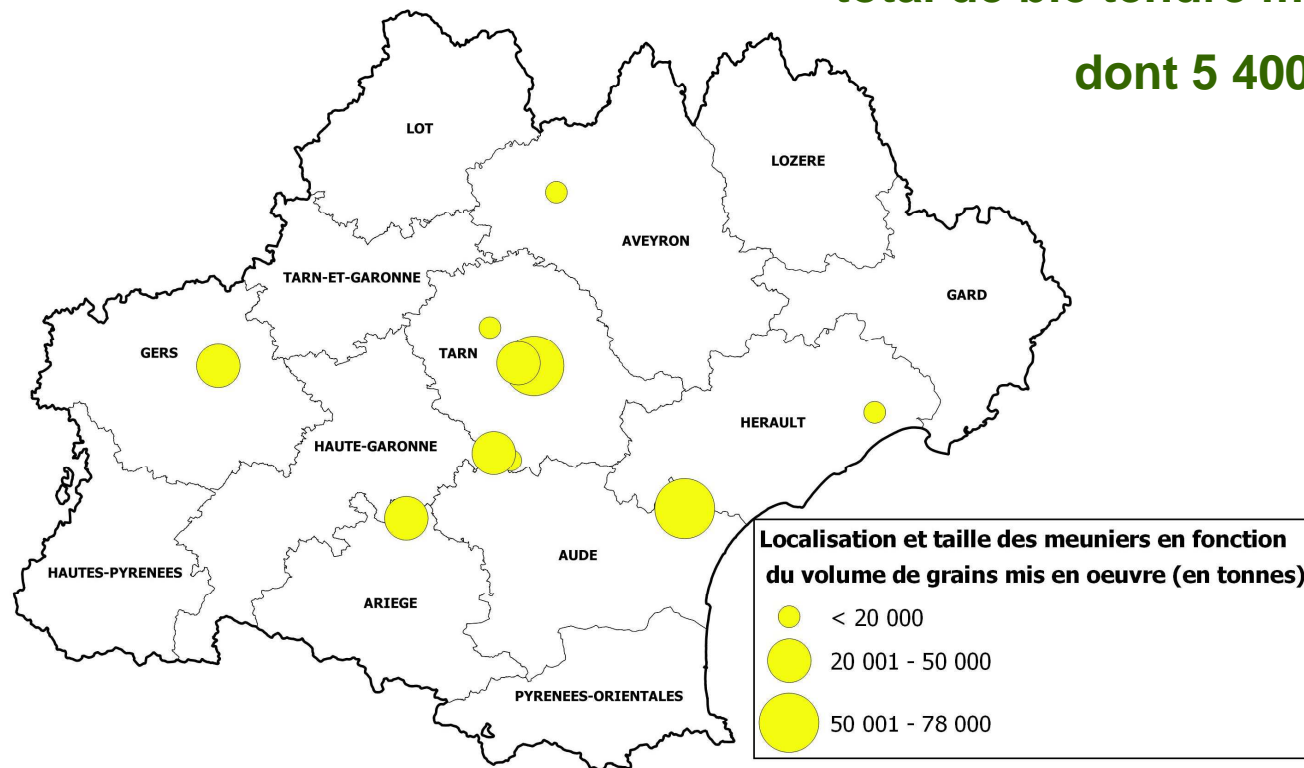 dont 5 400
LOT
LOZERE
AVEYRON
TARN-ET-GARONNE
GARD
GERS
TARN
HERAULT
HAUTE-GARONNE
AUDE
HAUTES-PYRENEES
ARIEGE
PYRENEES-ORIENTALES
Localisation et taille des meuniers en fonction
du volume de grains mis en oeuvre (en tonnes)
< 20 000
20 001 - 50 000
50 001 - 78 000